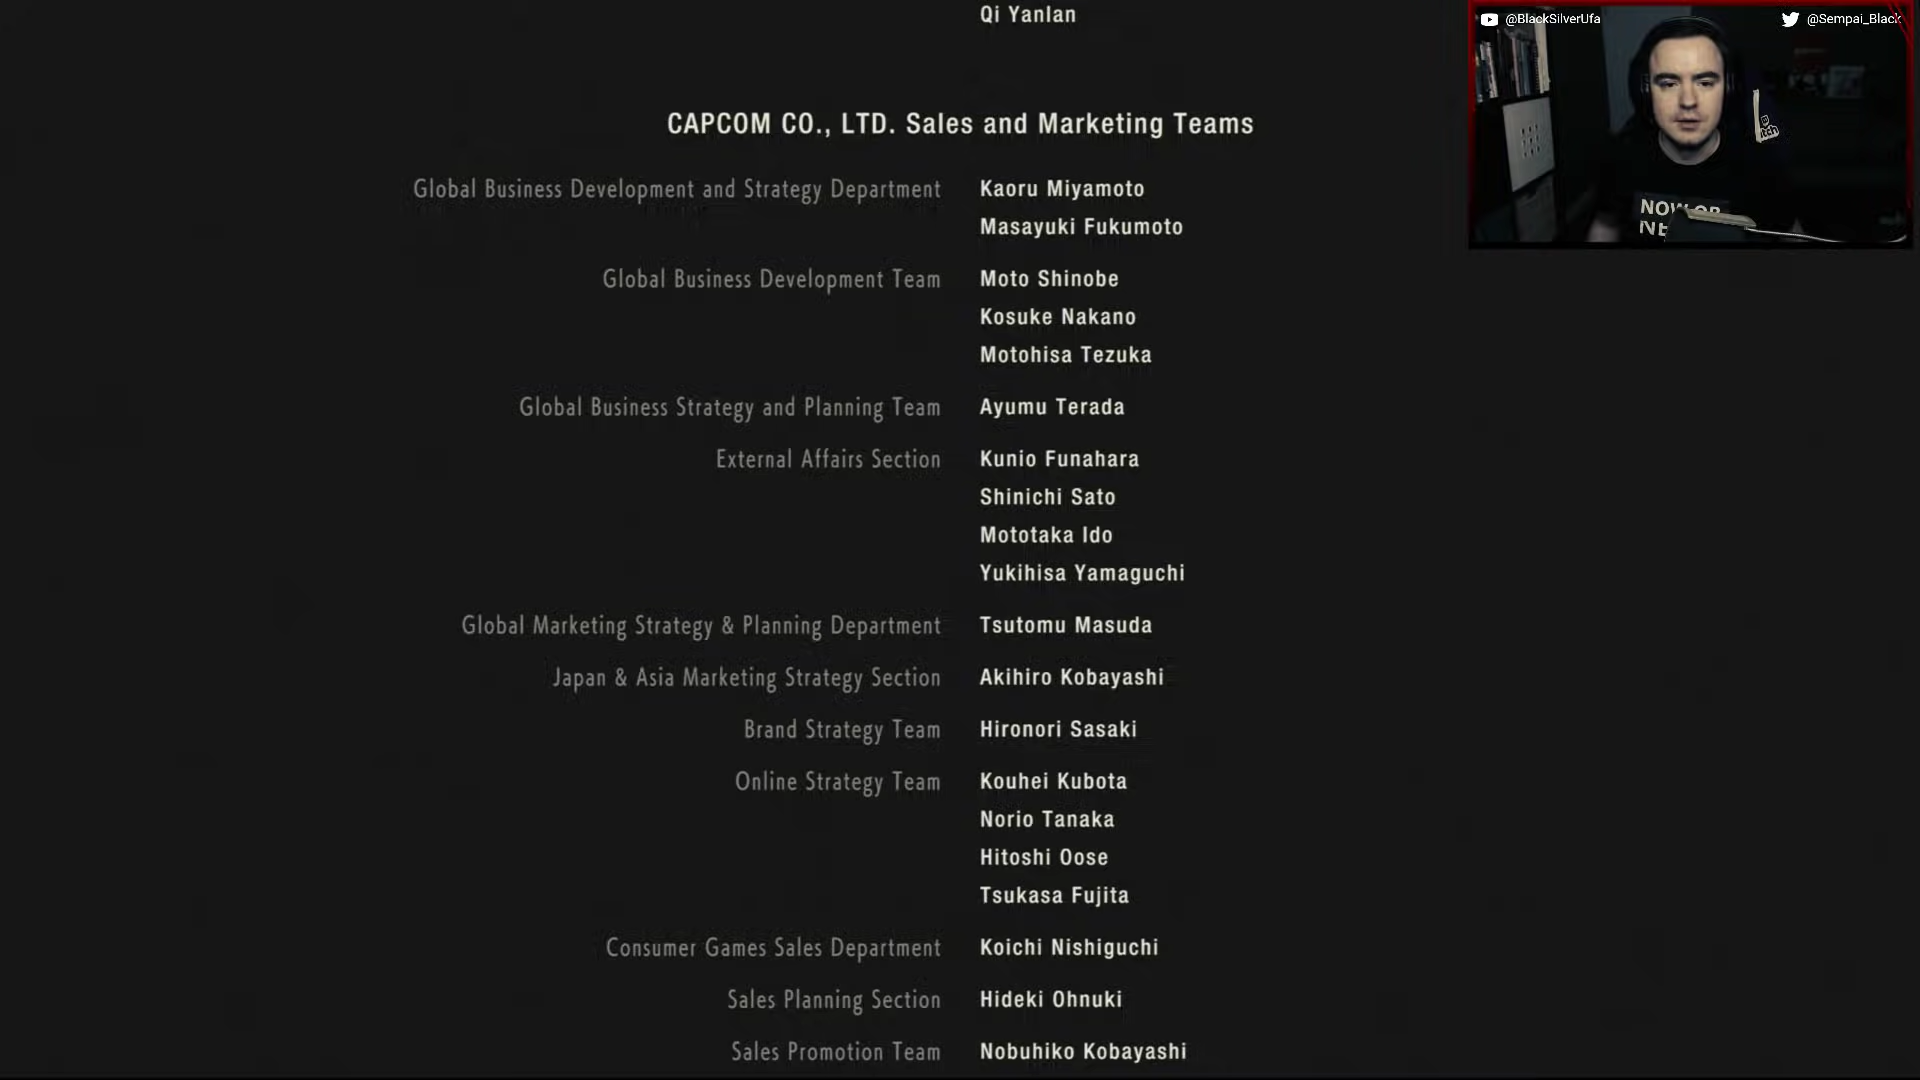 Qi Yanlan
@BlackSilverUfa
@Sempai_Black
CAPCOM CO., LTD. Sales and Marketing Teams
Global Business Development and Strategy Department Kaoru Miyamoto
Masayuki Fukumoto
Global Business Development Team Moto Shinobe
Kosuke Nakano
Motohisa Tezuka
Global Business Strategy and Planning Team Ayumu Terada
External Affairs Section Kunio Funahara
Shinichi Sato
Mototaka Ido
Yukihisa Yamaguchi
Global Marketing Strategy & Planning Department Tsutomu Masuda
Japan & Asia Marketing Strategy Section Akihiro Kobayashi
Brand Strategy Team Hironori Sasaki
Online Strategy Team Kouhei Kubota
Norio Tanaka
Hitoshi Oose
Tsukasa Fujita
Consumer Games Sales Department Koichi Nishiguchi
Sales Planning Section Hideki Ohnuki
Sales Promotion Team Nobuhiko Kobayashi
NOW OR